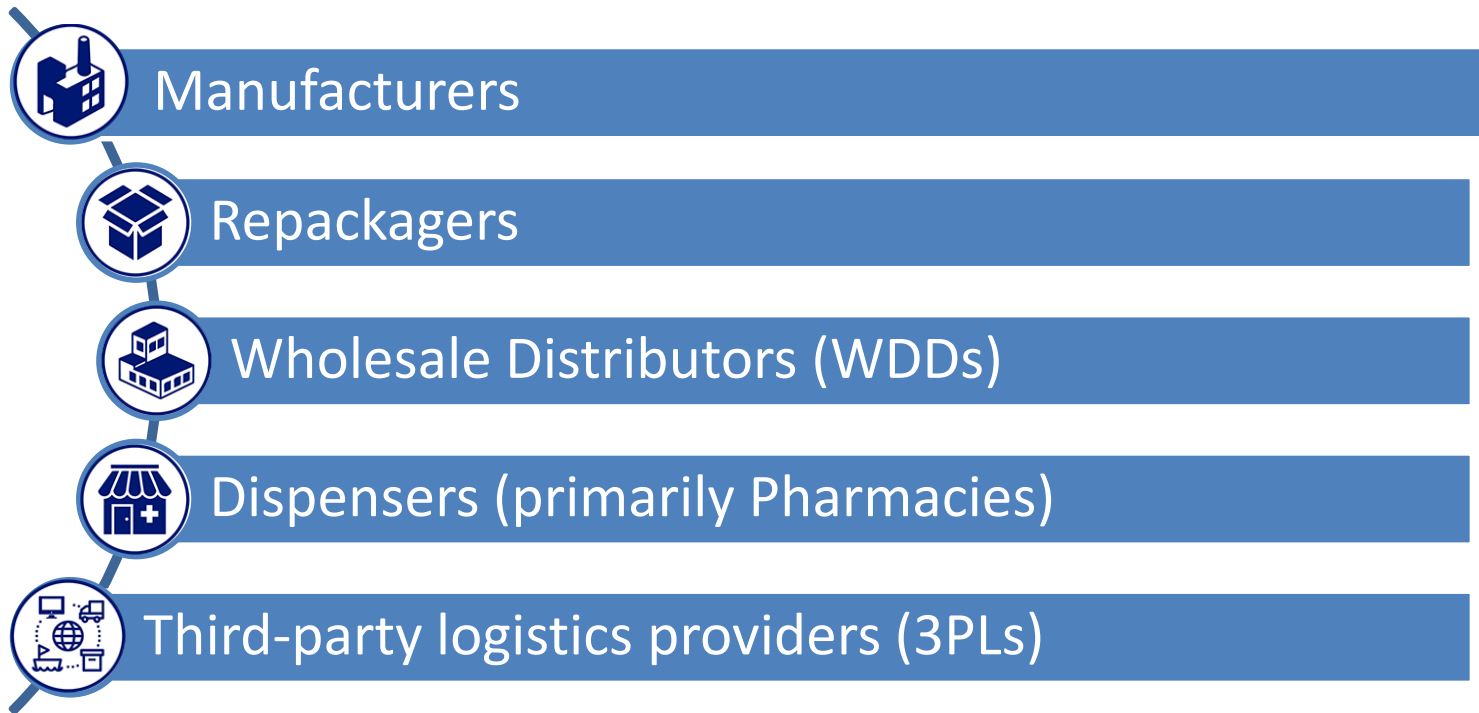 Manufacturers
Repackagers
Wholesale Distributors (WDDs)
Dispensers (primarily Pharmacies)
Third-party logistics providers (3PLs)